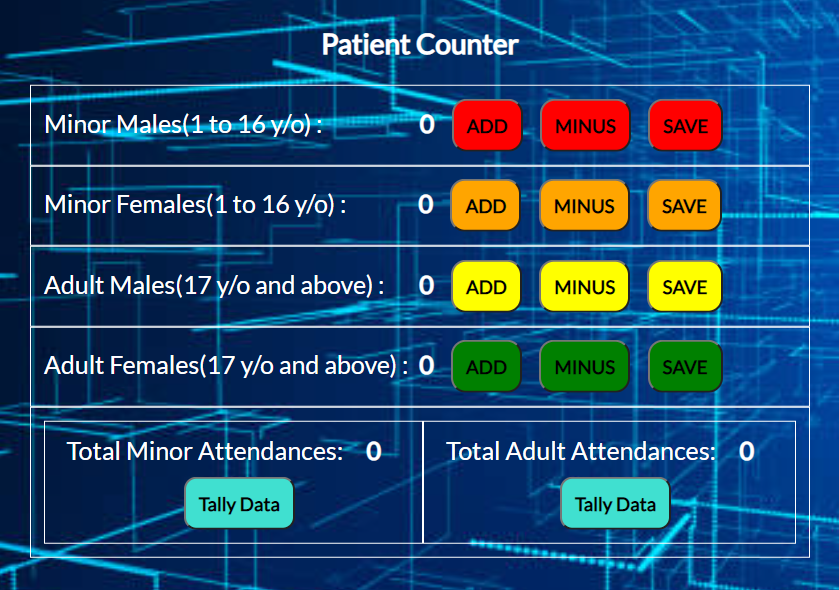 Patient Counter
Minor Males(1 to 16 y/o) : 0 ADD MINUS SAVE
Minor Females(1 to 16 y/o) : 0 ADD MINUS SAVE
Adult Males(17 y/o and above) : 0 ADD MINUS SAVE
Adult Females(17 y/o and above) : 0 ADD MINUS SAVE
Total Minor Attendances: 0 Total Adult Attendances: 0
Tally Data Tally Data